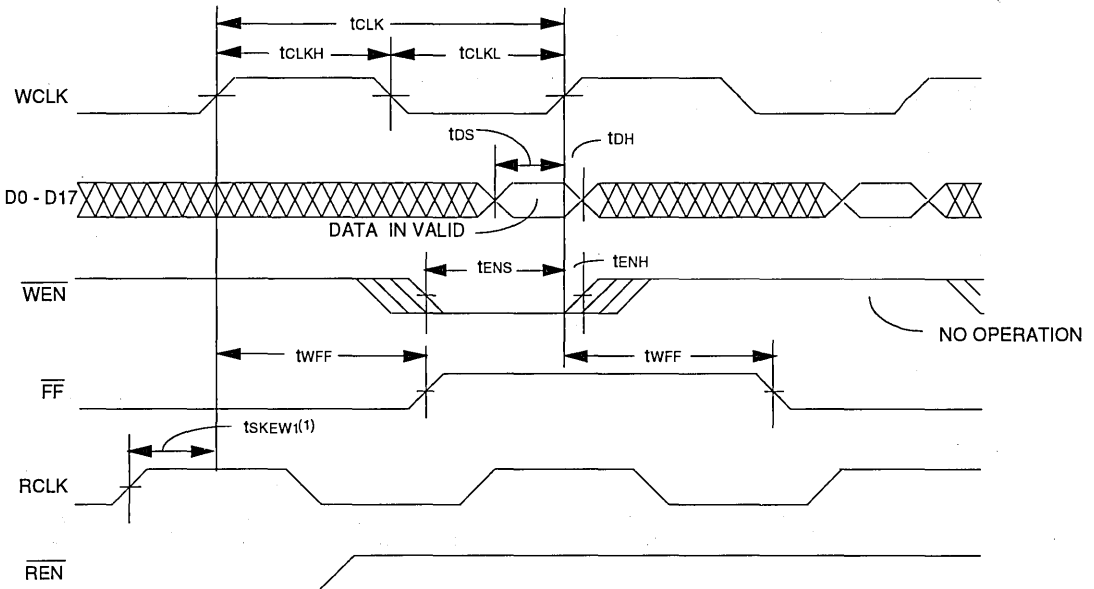 tCLK
tCLKH
tCLKL
WCLK
tDS
tDH
D0 - D17
DATA IN VALID
tENS
tENH
WEN
NO OPERATION
tWFF
tWFF
FF
tSKEW1(1)
RCLK
REN